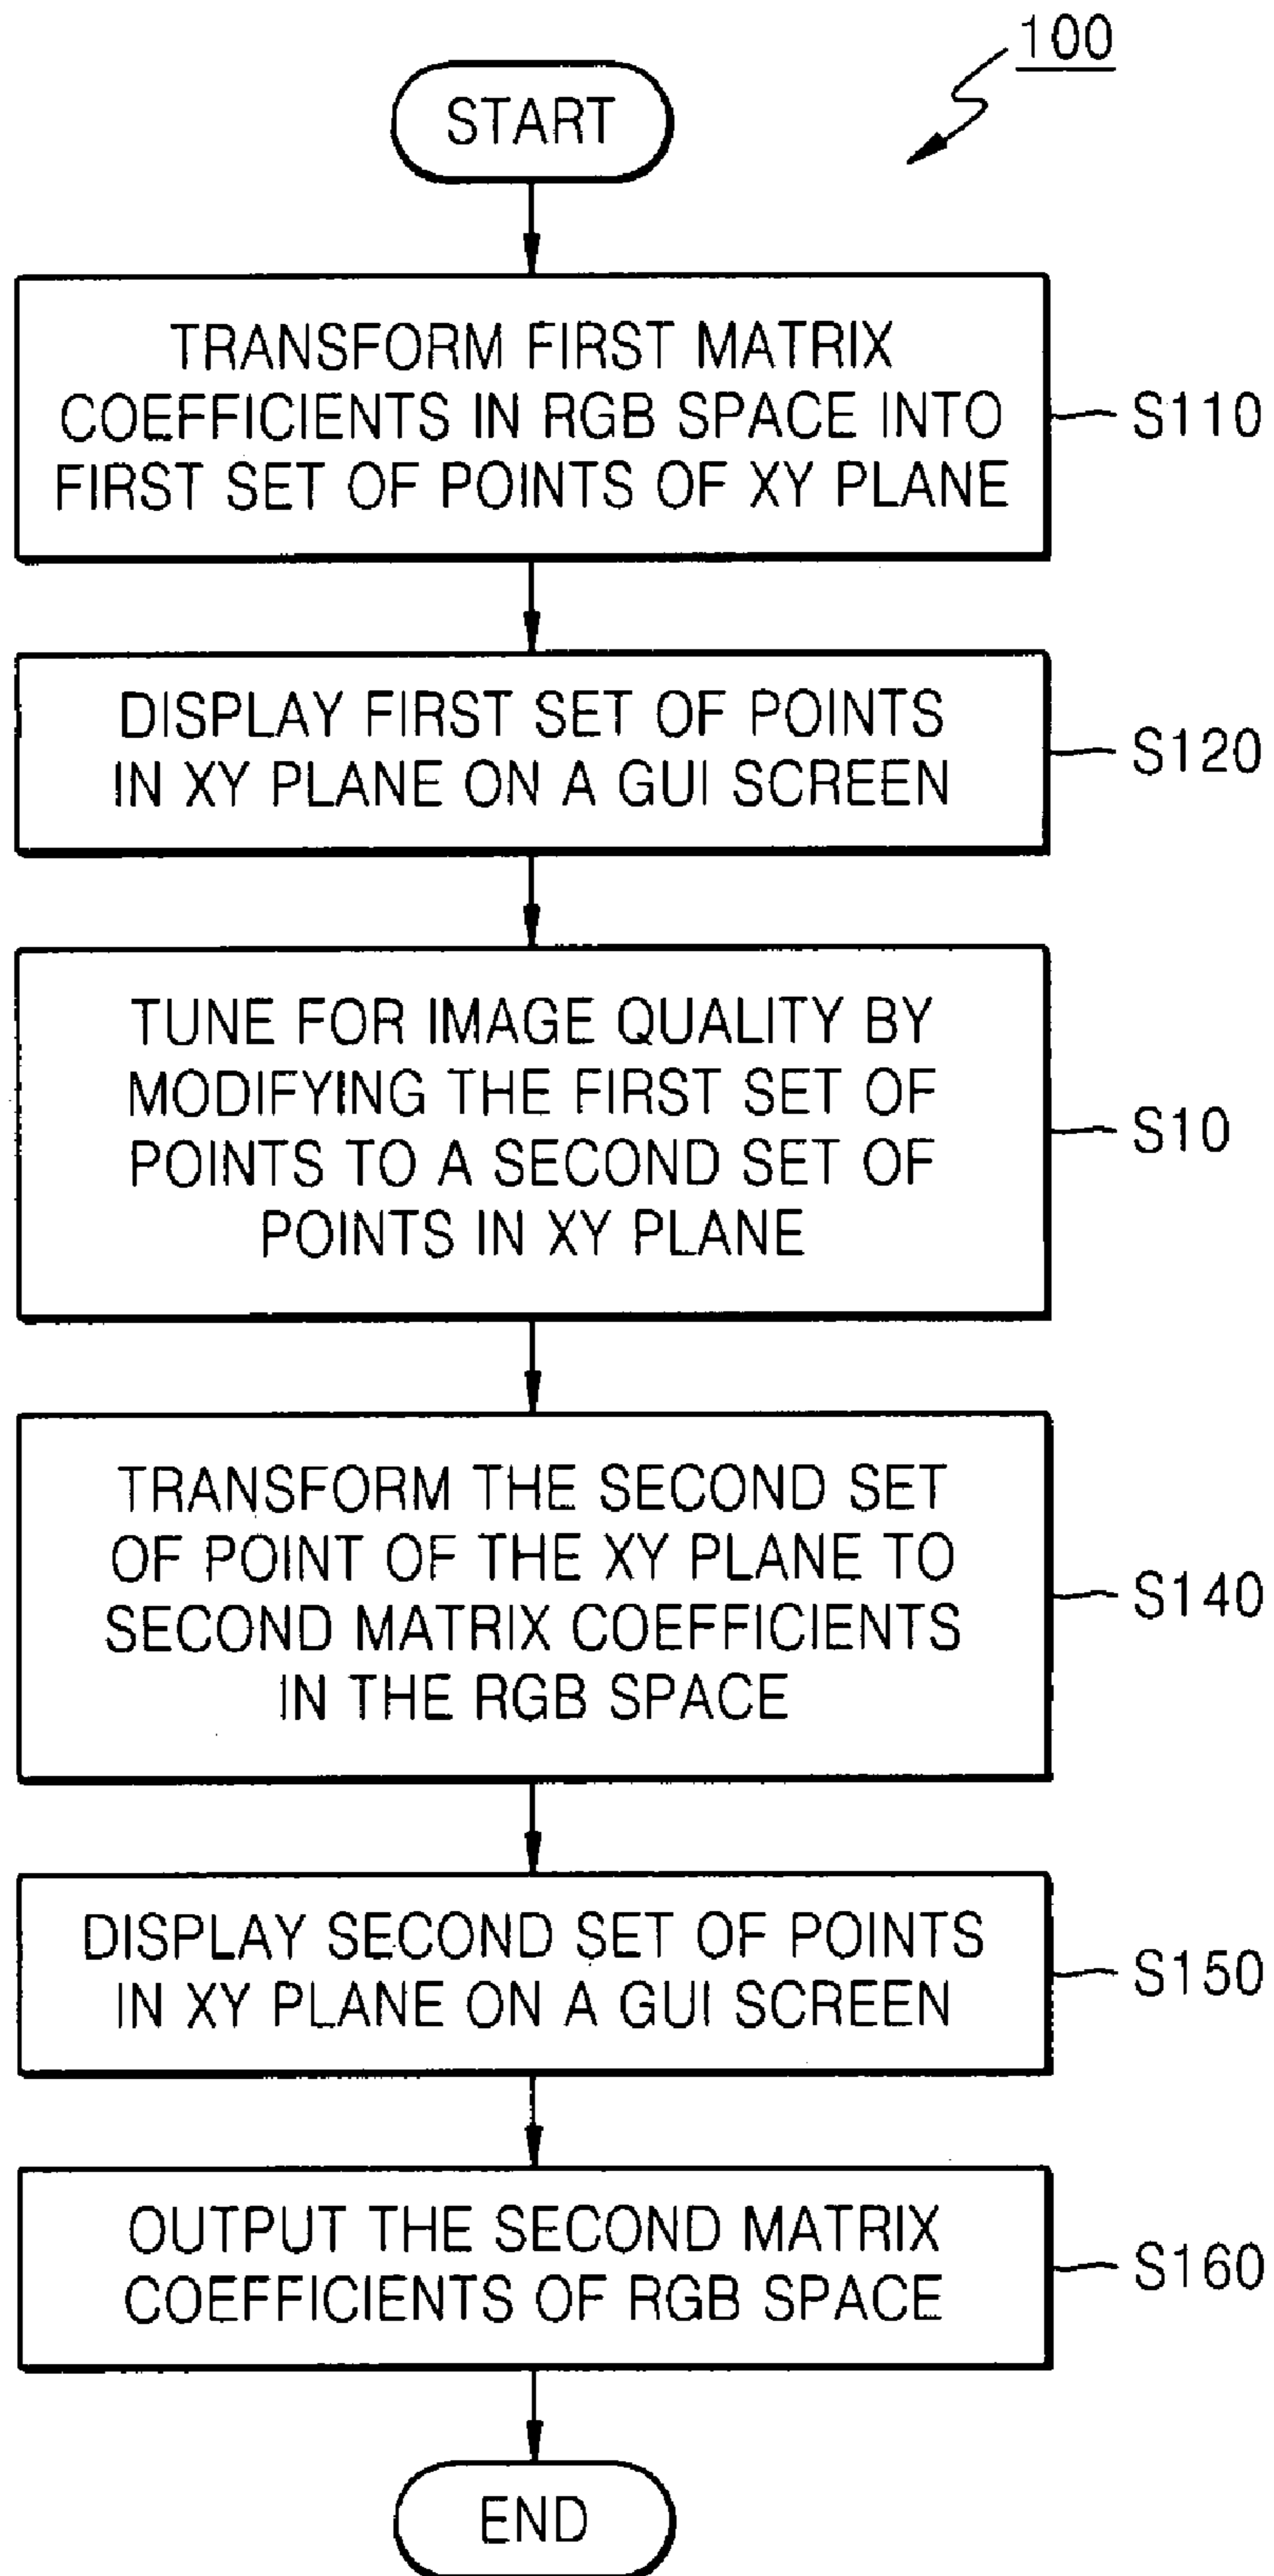 100
START
TRANSFORM FIRST MATRIX
COEFFICIENTS IN RGB SPACE INTO
FIRST SET OF POINTS OF XY PLANE
S110
DISPLAY FIRST SET OF POINTS
IN XY PLANE ON A GUI SCREEN
S120
TUNE FOR IMAGE QUALITY BY
MODIFYING THE FIRST SET OF
POINTS TO A SECOND SET OF
POINTS IN XY PLANE
S10
TRANSFORM THE SECOND SET
OF POINT OF THE XY PLANE TO
SECOND MATRIX COEFFICIENTS
IN THE RGB SPACE
S140
DISPLAY SECOND SET OF POINTS
IN XY PLANE ON A GUI SCREEN
S150
OUTPUT THE SECOND MATRIX
COEFFICIENTS OF RGB SPACE
S160
END